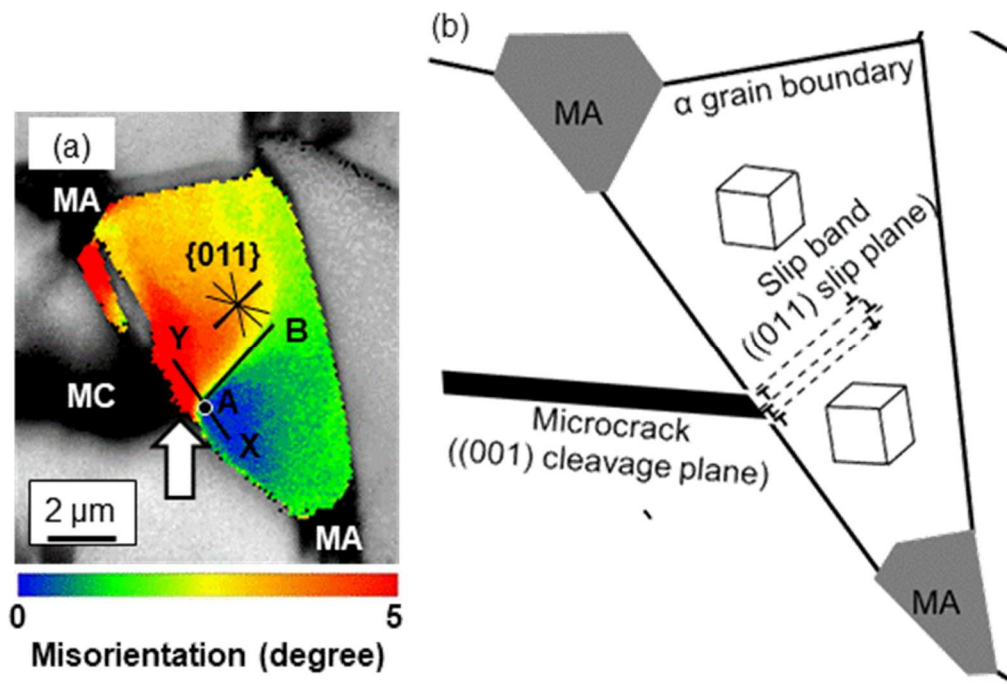 (a)
MA
{011}
Y
B
MC
A
X
2 μm
MA
0
5
Misorientation (degree)
(b)
MA
α grain boundary
Slip band
((011) slip plane)
Microcrack
((001) cleavage plane)
MA